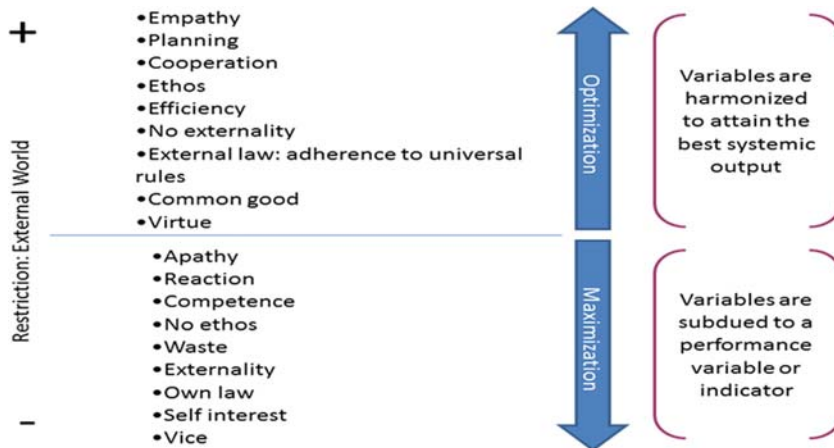 +
•Empathy
•Planning
•Cooperation
•Ethos
•Efficiency
•No externality
•External law: adherence to universal
rules
•Common good
•Virtue
Optimization
Variables are
harmonized
to attain the
best systemic
output
Restriction: External World
•Apathy
•Reaction
•Competence
•No ethos
•Waste
•Externality
•Own law
•Self interest
•Vice
Maximization
Variables are
subdued to a
performance
variable or
indicator
-